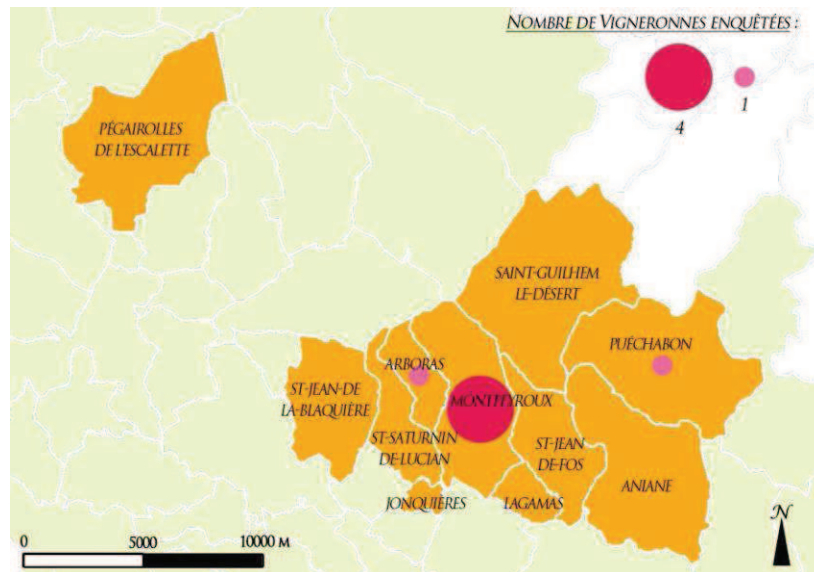 NOMBRE DE VIGNERONNES ENQUÊTÉES :
4
1
PÉGAIROLLES
DE L'ESCALETTE
SAINT-GUILHEM
LE-DÉSERT
PUÉCHABON
ARBORAS
ST-JEAN-DE
LA-BLAQUIÈRE
MONTPEYROUX
ST-SATURNIN
DE-LUCIAN
ST-JEAN
DE-FOS
ANIANE
JONQUIÈRES
LAGAMAS
N
0
5000
10000 M